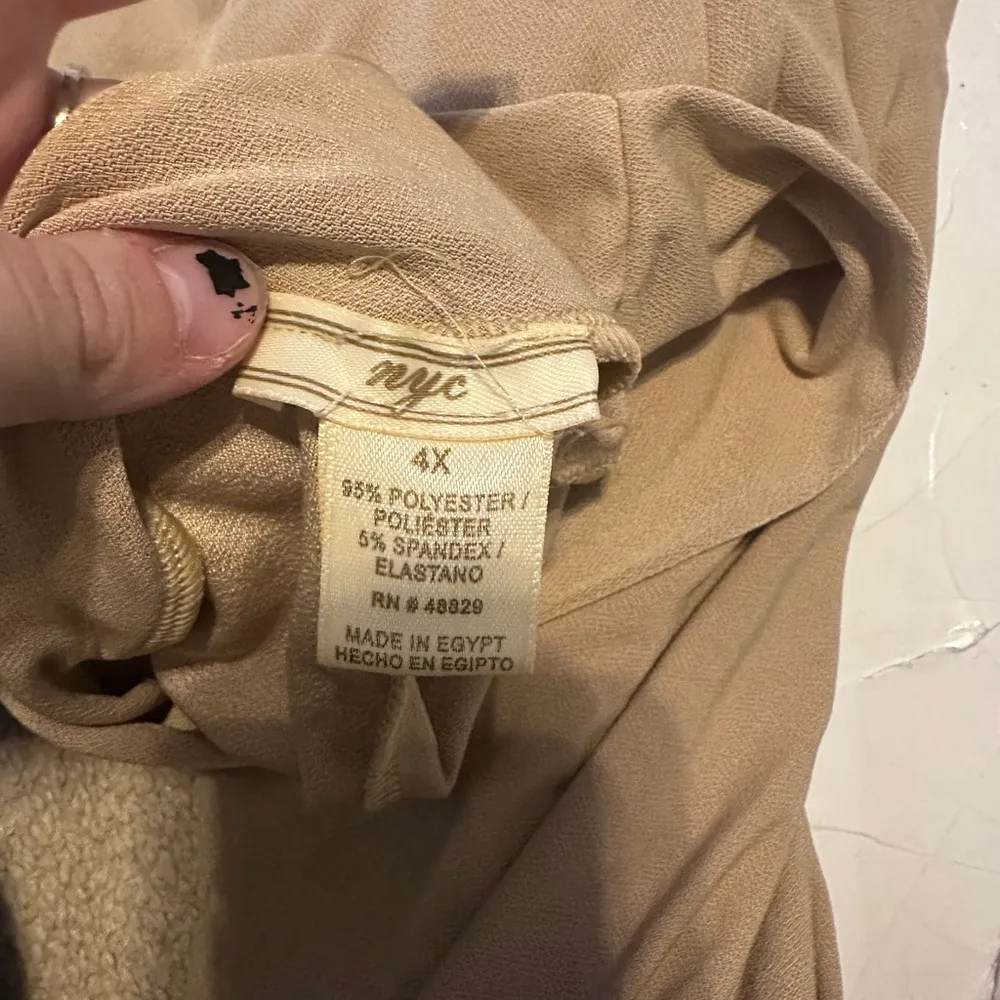 nyc
4X
95% POLYESTER /
POLIÉSTER
5% SPANDEX /
ELASTANO
RN # 48829
MADE IN EGYPT
HECHO EN EGIPTO